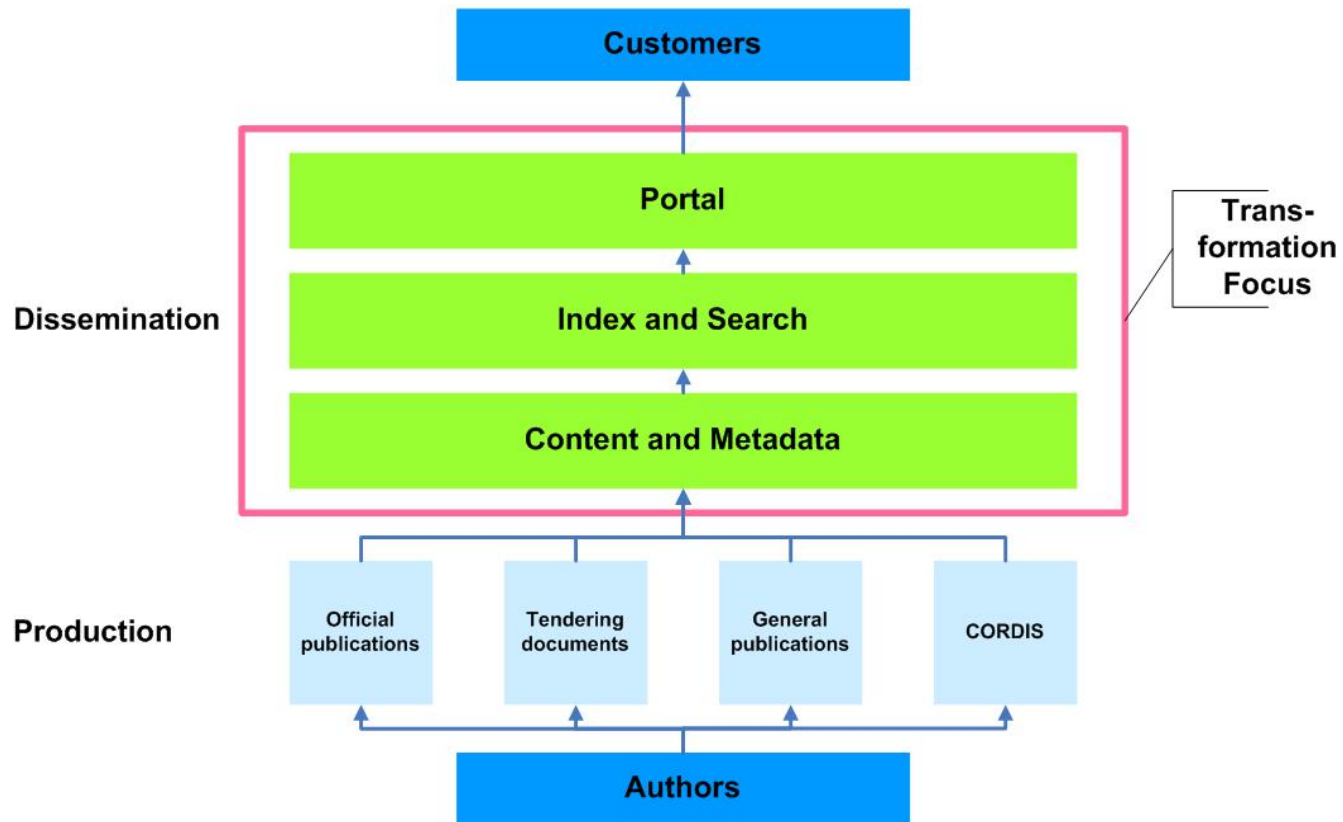 Customers
Portal
Trans-
formation
Focus
Dissemination
Index and Search
Content and Metadata
Production
Official
publications
Tendering
documents
General
publications
CORDIS
Authors